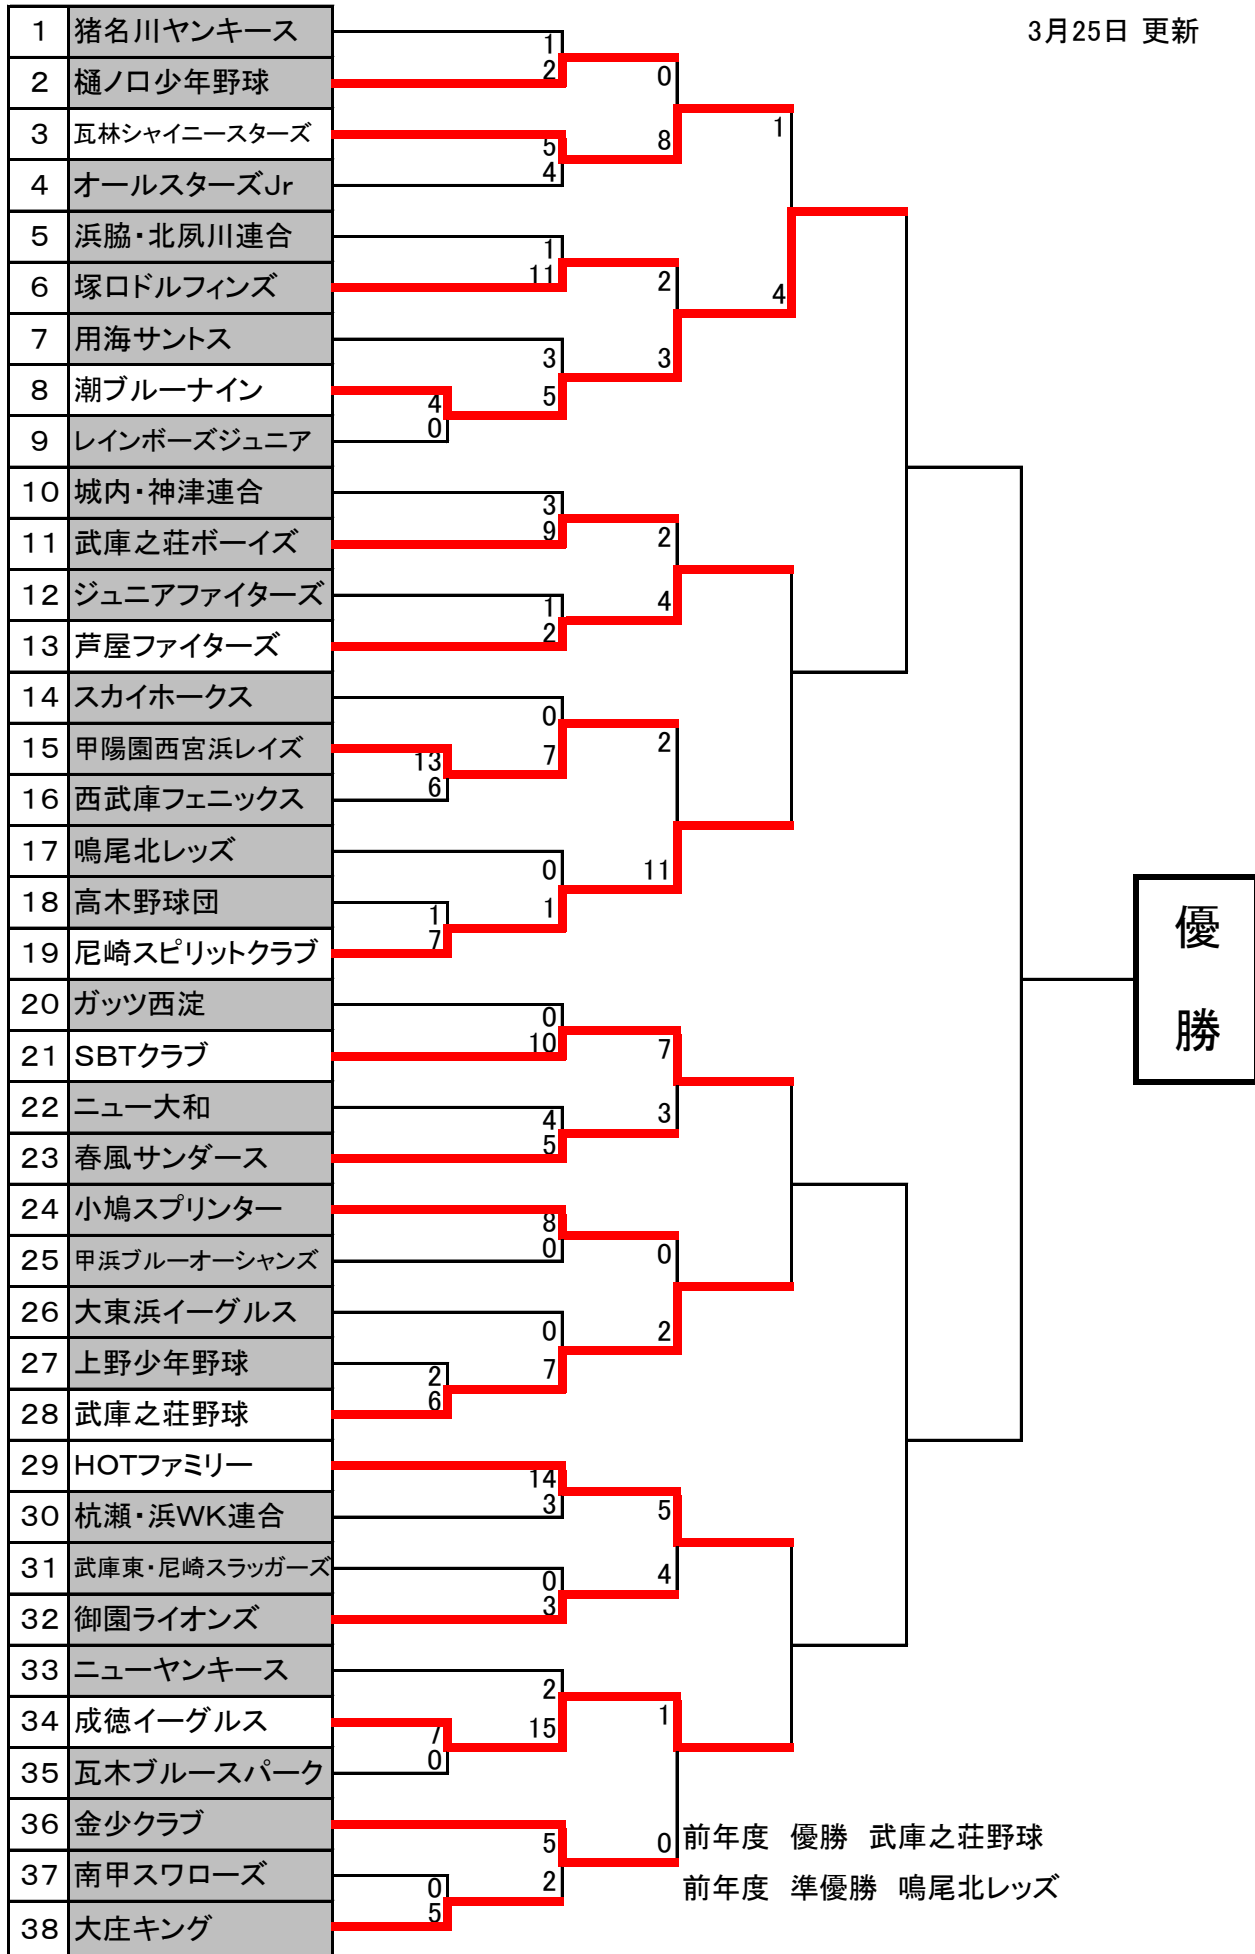 3月25日 更新
1 猪名川ヤンキース
2 樋ノ口少年野球
3 瓦林シャイニースターズ
4 オールスターズJr
5 浜脇・北夙川連合
6 塚口ドルフィンズ
7 用海サントス
8 潮ブルーナイン
9 レインボーズジュニア
10 城内・神津連合
11 武庫之荘ボーイズ
12 ジュニアファイターズ
13 芦屋ファイターズ
14 スカイホークス
15 甲陽園西宮浜レイズ
16 西武庫フェニックス
17 鳴尾北レッズ
18 高木野球団
19 尼崎スピリットクラブ
20 ガッツ西淀
21 SBTクラブ
22 ニュー大和
23 春風サンダース
24 小鳩スプリンター
25 甲浜ブルーオーシャンズ
26 大東浜イーグルス
27 上野少年野球
28 武庫之荘野球
29 HOTファミリー
30 杭瀬・浜WK連合
31 武庫東・尼崎スラッガーズ
32 御園ライオンズ
33 ニューヤンキース
34 成徳イーグルス
35 瓦木ブルースパーク
36 金少クラブ
37 南甲スワローズ
38 大庄キング
4
0
13
6
1
7
2
6
7
0
0
5
1
2
5
4
1
11
3
5
3
9
1
2
0
7
0
1
0
10
4
5
8
0
0
7
14
3
0
3
2
15
5
2
0
8
2
3
2
4
2
11
7
3
0
2
5
4
1
0
1
4
優
勝
前年度 優勝 武庫之荘野球
前年度 準優勝 鳴尾北レッズ